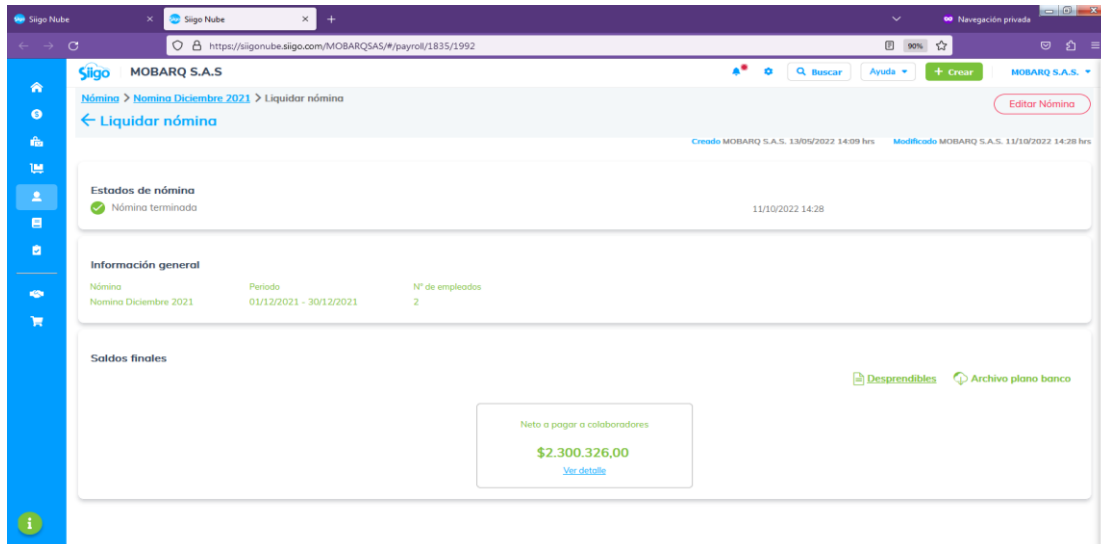 Siigo Nube
Siigo Nube
Navegación privada
https://siigonube.siigo.com/MOBARQSAS/#/payroll/1835/1992
90%
Siigo MOBARQ S.A.S
Buscar
Ayuda
+ Crear
MOBARQ S.A.S.
Nómina > Nomina Diciembre 2021 > Liquidar nómina
Editar Nómina
← Liquidar nómina
Creado MOBARQ S.A.S. 13/05/2022 14:09 hrs Modificado MOBARQ S.A.S. 11/10/2022 14:28 hrs
Estados de nómina
Nómina terminada
11/10/2022 14:28
Información general
Nómina Periodo N° de empleados
Nomina Diciembre 2021 01/12/2021 - 30/12/2021 2
Saldos finales
Desprendibles Archivo plano banco
Neto a pagar a colaboradores
$2.300.326,00
Ver detalle